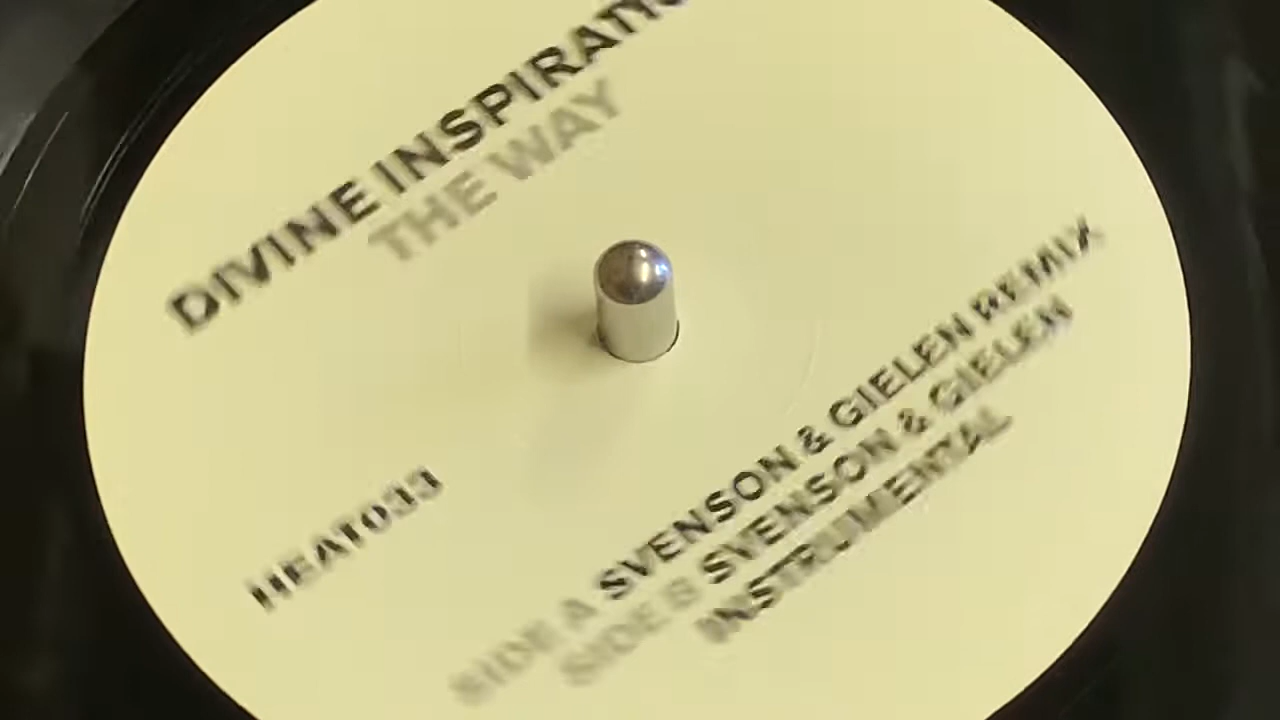 DIVINE INSPIRATIO
THE WAY
HEAT033
SIDE A SVENSON & GIELEN REMIX
SIDE B SVENSON & GIELEN
INSTRUMENTAL